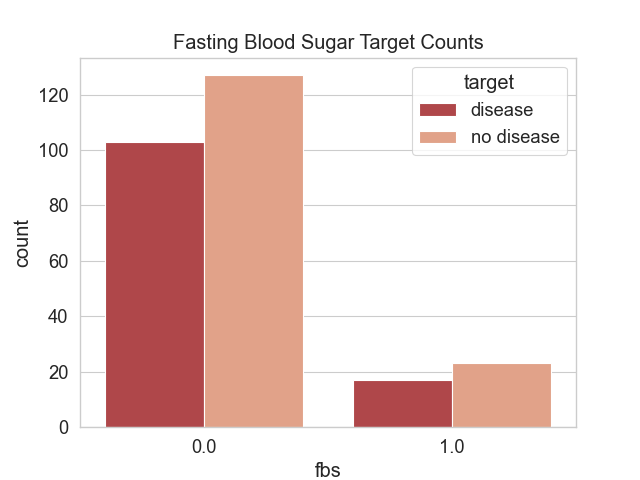 Fasting Blood Sugar Target Counts
target
disease
no disease
count
120
100
80
60
40
20
0
0.0 1.0
fbs